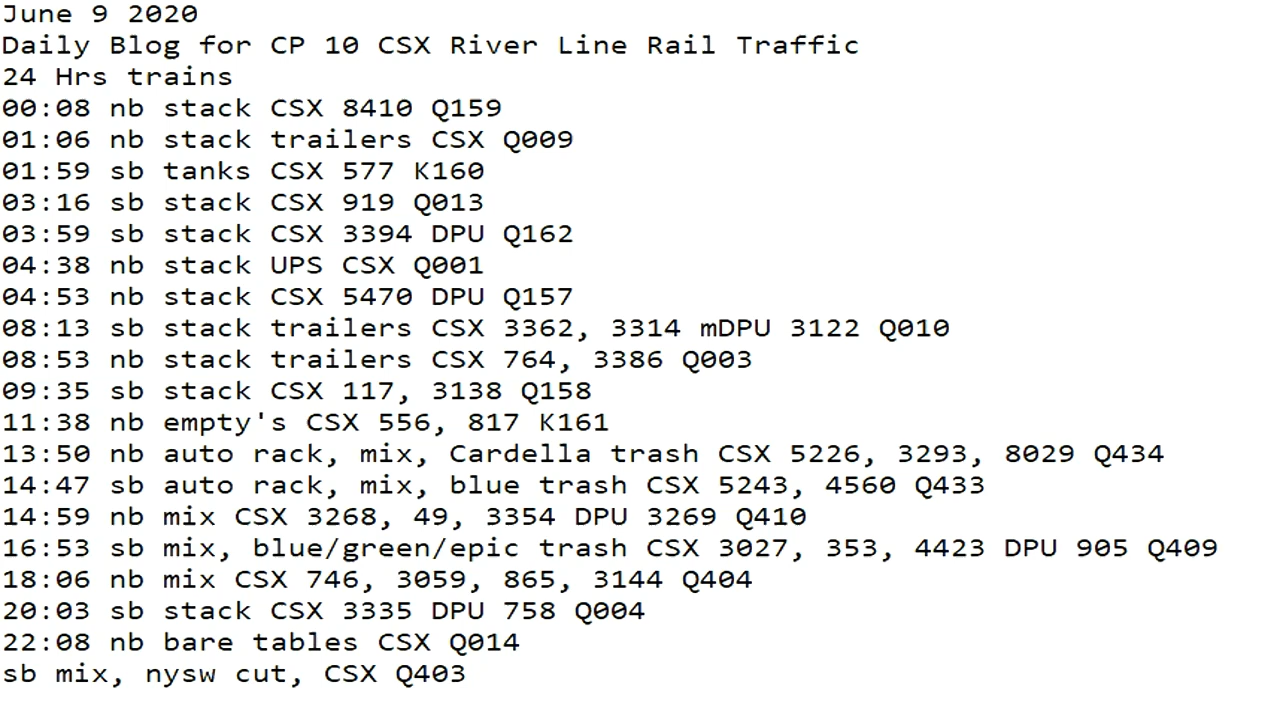 June 9 2020
Daily Blog for CP 10 CSX River Line Rail Traffic
24 Hrs trains
00:08 nb stack CSX 8410 Q159
01:06 nb stack trailers CSX Q009
01:59 sb tanks CSX 577 K160
03:16 sb stack CSX 919 Q013
03:59 sb stack CSX 3394 DPU Q162
04:38 nb stack UPS CSX Q001
04:53 nb stack CSX 5470 DPU Q157
08:13 sb stack trailers CSX 3362, 3314 mDPU 3122 Q010
08:53 nb stack trailers CSX 764, 3386 Q003
09:35 sb stack CSX 117, 3138 Q158
11:38 nb empty's CSX 556, 817 K161
13:50 nb auto rack, mix, Cardella trash CSX 5226, 3293, 8029 Q434
14:47 sb auto rack, mix, blue trash CSX 5243, 4560 Q433
14:59 nb mix CSX 3268, 49, 3354 DPU 3269 Q410
16:53 sb mix, blue/green/epic trash CSX 3027, 353, 4423 DPU 905 Q409
18:06 nb mix CSX 746, 3059, 865, 3144 Q404
20:03 sb stack CSX 3335 DPU 758 Q004
22:08 nb bare tables CSX Q014
sb mix, nysw cut, CSX Q403